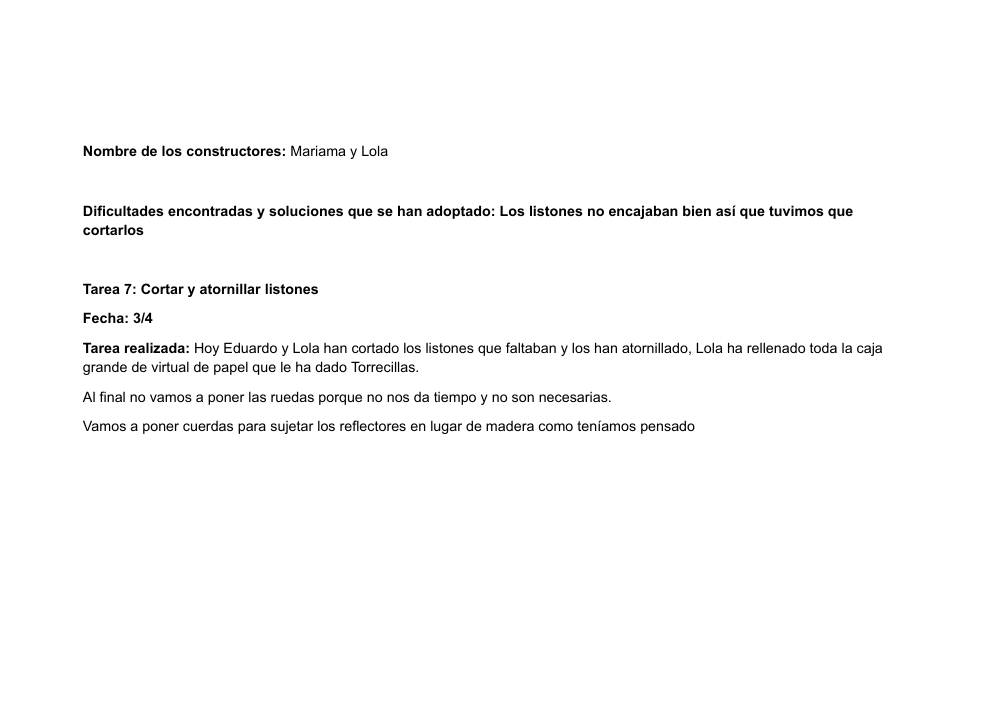 Nombre de los constructores: Mariama y Lola
Dificultades encontradas y soluciones que se han adoptado: Los listones no encajaban bien así que tuvimos que
cortarlos
Tarea 7: Cortar y atornillar listones
Fecha: 3/4
Tarea realizada: Hoy Eduardo y Lola han cortado los listones que faltaban y los han atornillado, Lola ha rellenado toda la caja
grande de virtual de papel que le ha dado Torrecillas.
Al final no vamos a poner las ruedas porque no nos da tiempo y no son necesarias.
Vamos a poner cuerdas para sujetar los reflectores en lugar de madera como teníamos pensado